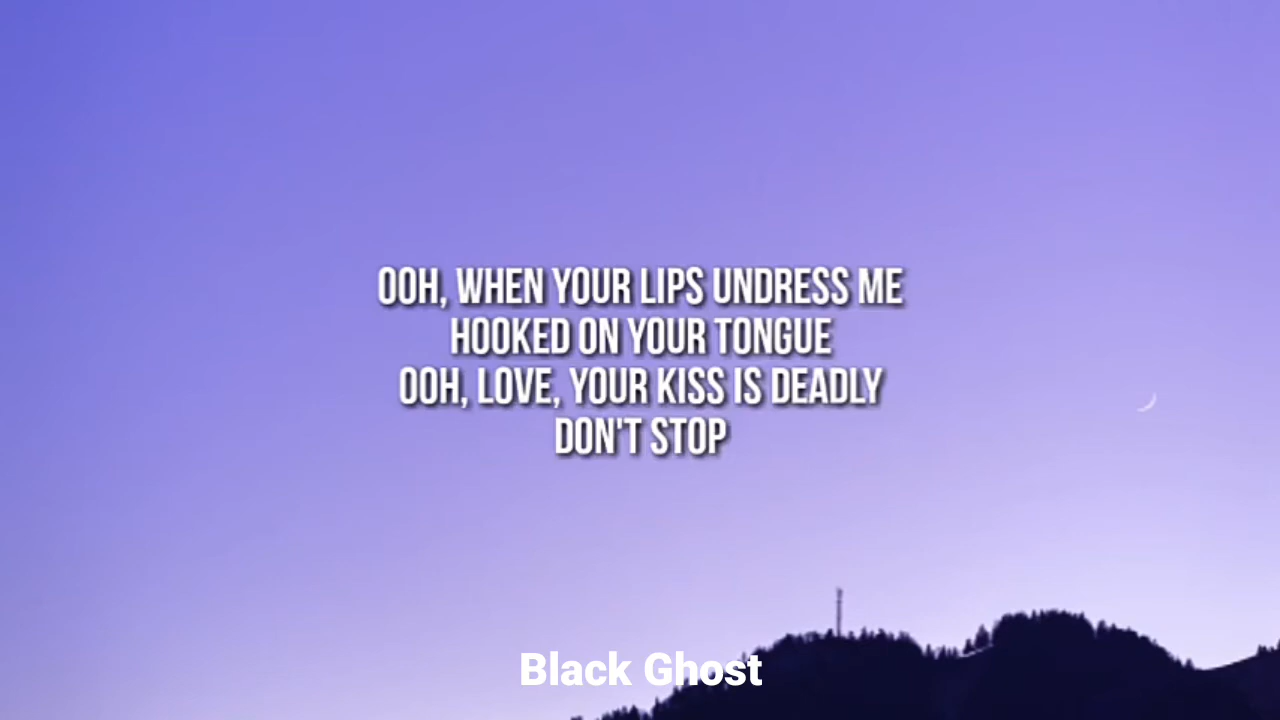 OOH, WHEN YOUR LIPS UNDRESS ME
HOOKED ON YOUR TONGUE
OOH, LOVE, YOUR KISS IS DEADLY
DON'T STOP
Black Ghost